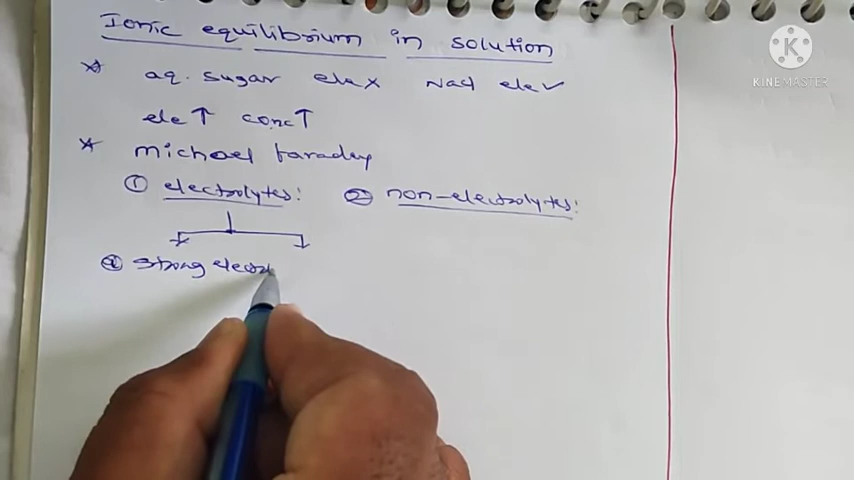 Ionic equilibrium in solution
* aq. sugar ele x NaCl ele ✓
ele ↑ conc ↑
* michael faraday
① electrolytes: ② non-electrolytes:
ⓐ strong elect
K
KINEMASTER